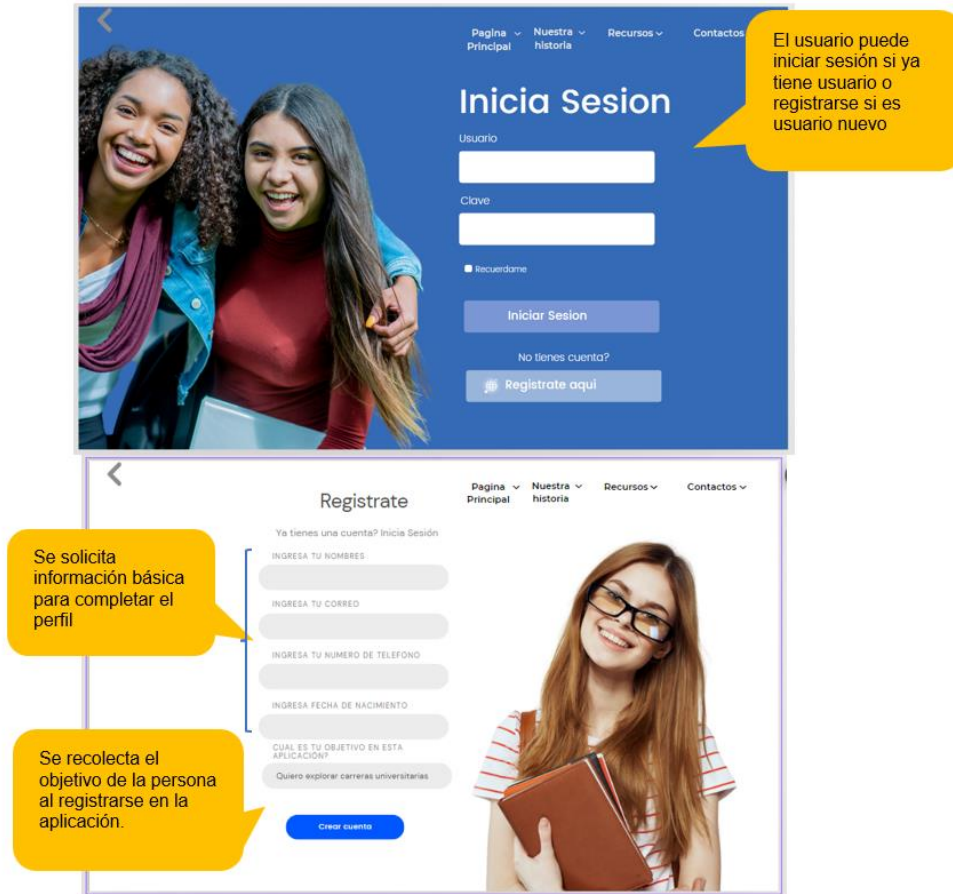 Pagina
Principal
Nuestra
historia
Recursos
Contactos
El usuario puede
iniciar sesión si ya
tiene usuario o
registrarse si es
usuario nuevo
Inicia Sesion
Usuario
Clave
Recuerdame
Iniciar Sesion
No tienes cuenta?
Registrate aqui
Pagina
Principal
Nuestra
historia
Recursos
Contactos
Registrate
Ya tienes una cuenta? Inicia Sesión
Se solicita
información básica
para completar el
perfil
INGRESA TU NOMBRES
INGRESA TU CORREO
INGRESA TU NUMERO DE TELEFONO
INGRESA FECHA DE NACIMIENTO
CUAL ES TU OBJETIVO EN ESTA
APLICACIÓN?
Quiero explorar carreras universitarias
Se recolecta el
objetivo de la persona
al registrarse en la
aplicación.
Crear cuenta